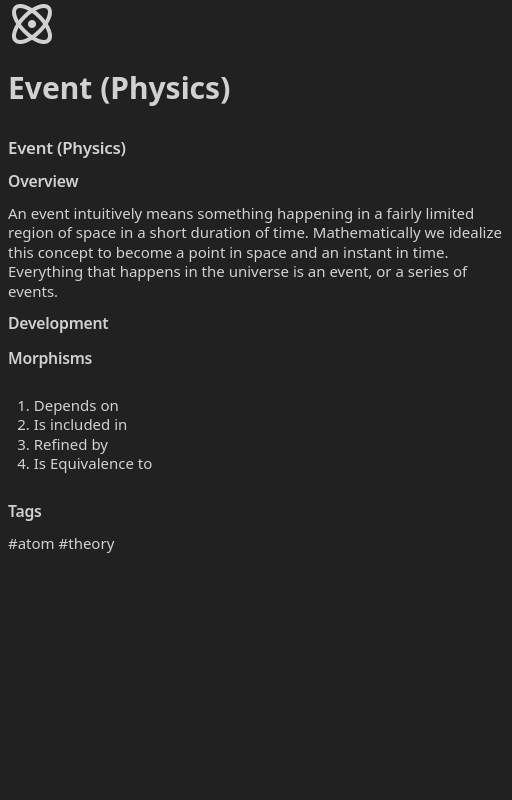 Event (Physics)
Event (Physics)
Overview
An event intuitively means something happening in a fairly limited
region of space in a short duration of time. Mathematically we idealize
this concept to become a point in space and an instant in time.
Everything that happens in the universe is an event, or a series of
events.
Development
Morphisms
1. Depends on
2. Is included in
3. Refined by
4. Is Equivalence to
Tags
#atom #theory